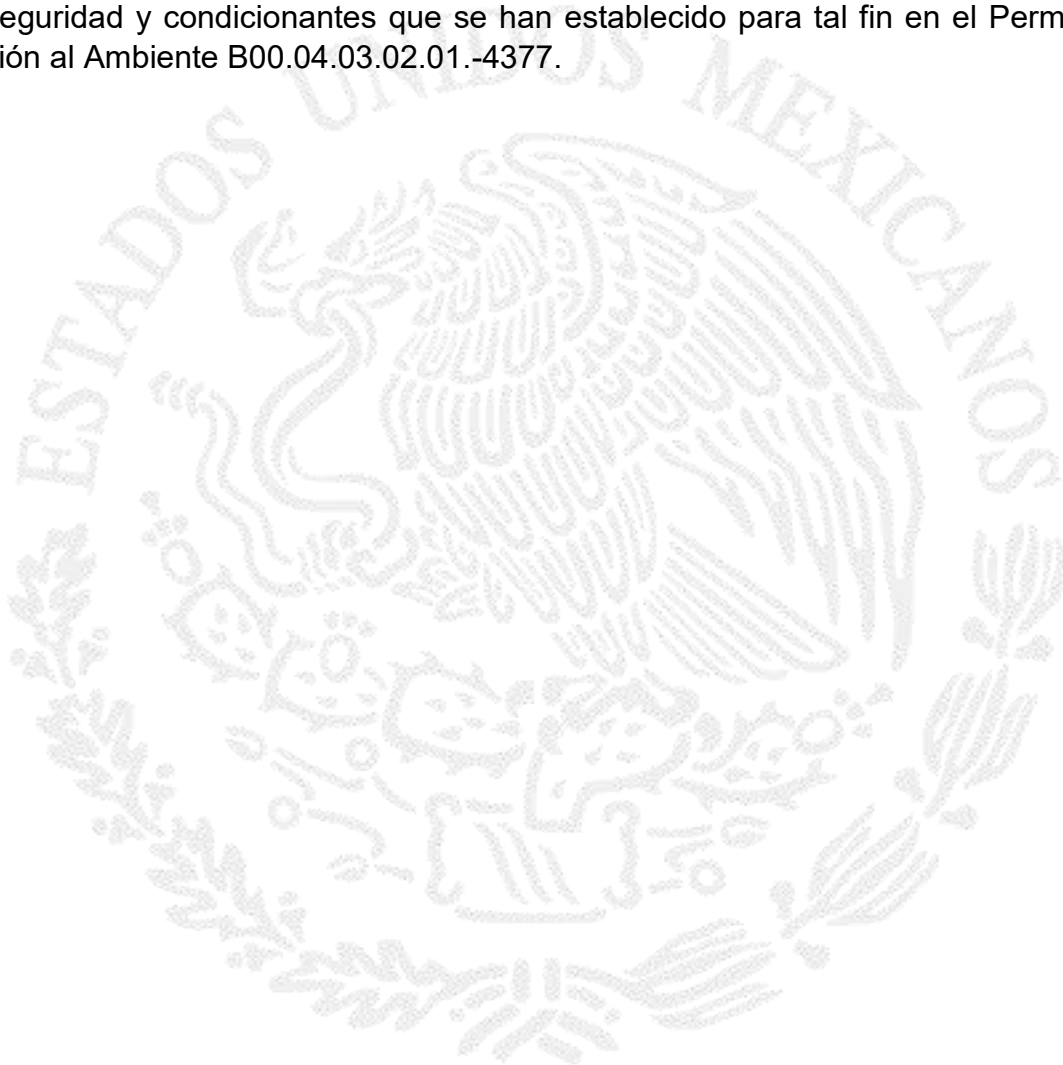 eguridad y condicionantes que se han establecido para tal fin en el Perm
ión al Ambiente B00.04.03.02.01.-4377.
ESTADOS UNIDOS MEXICANOS